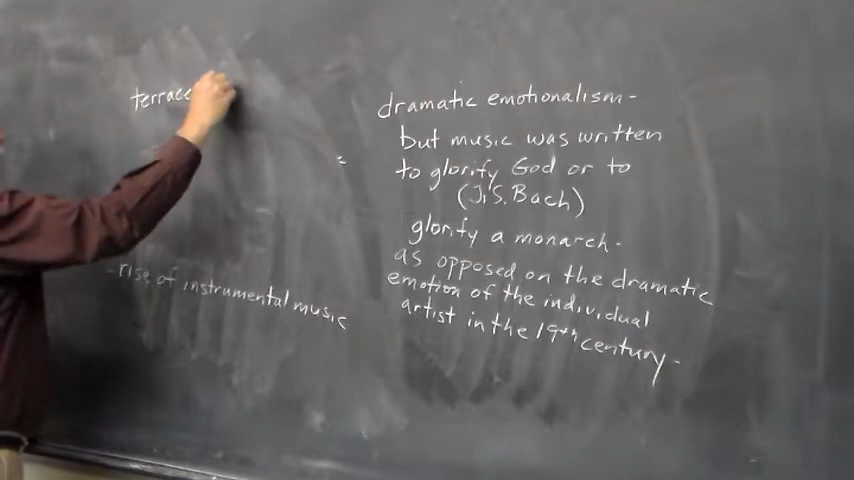 terrace
dramatic emotionalism-
but music was written
to glorify God or to
(J.S. Bach)
glorify a monarch.
as opposed on the dramatic
emotion of the individual
artist in the 19th century.
=
-rise of instrumental music